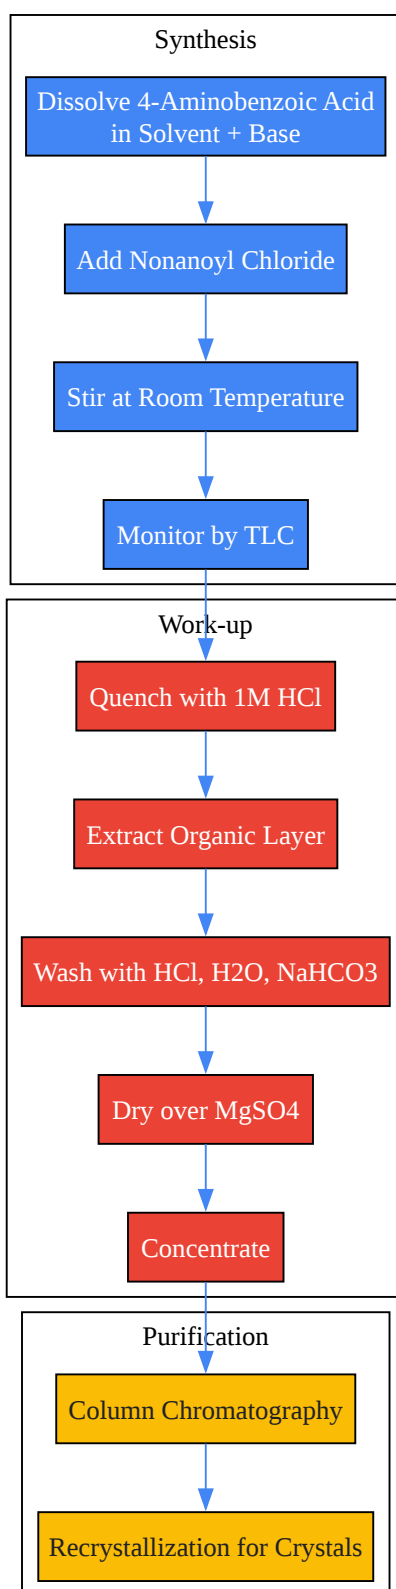 Synthesis
Dissolve 4-Aminobenzoic Acid
in Solvent + Base
Add Nonanoyl Chloride
Stir at Room Temperature
Monitor by TLC
Work-up
Quench with 1M HCl
Extract Organic Layer
Wash with HCl, H2O, NaHCO3
Dry over MgSO4
Concentrate
Purification
Column Chromatography
Recrystallization for Crystals